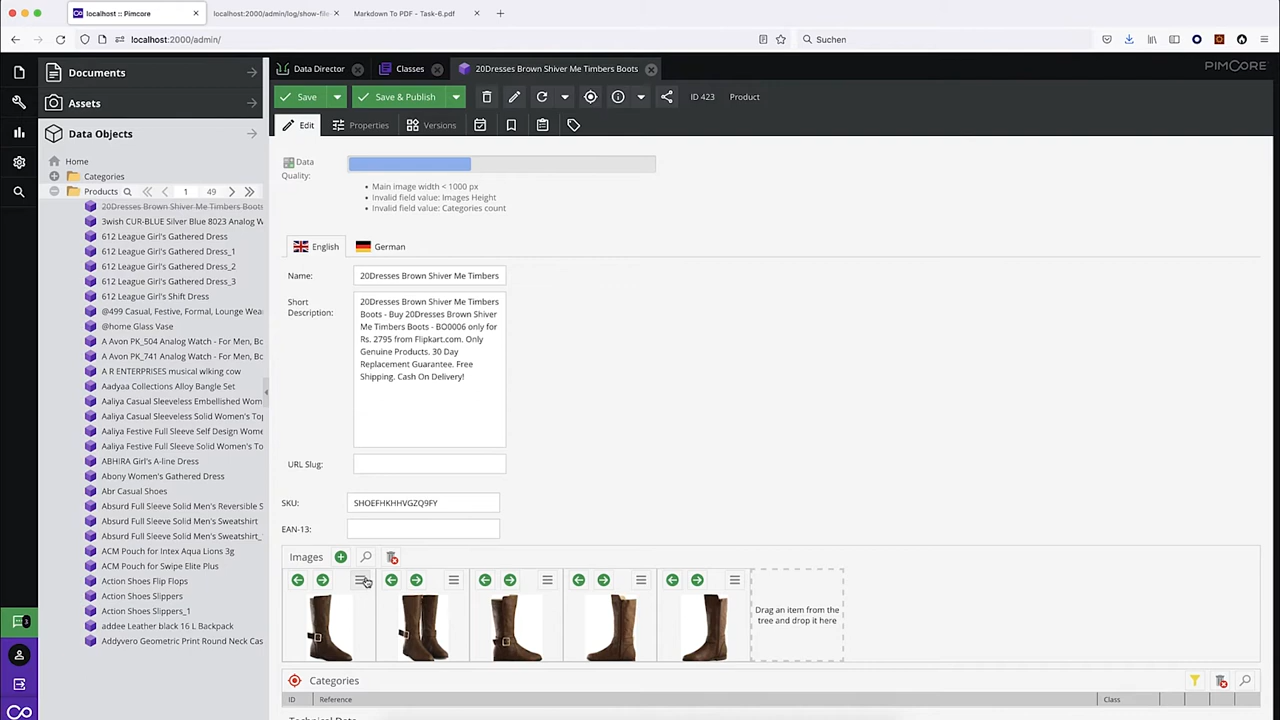 localhost :: Pimcore
localhost:2000/admin/log/show-file
Markdown To PDF - Task-6.pdf
localhost:2000/admin/
Suchen
Documents
Assets
Data Objects
Home
Categories
Products
1
49
20Dresses Brown Shiver Me Timbers Boots
3wish CUR-BLUE Silver Blue 8023 Analog W
612 League Girl's Gathered Dress
612 League Girl's Gathered Dress_1
612 League Girl's Gathered Dress_2
612 League Girl's Gathered Dress_3
612 League Girl's Shift Dress
@499 Casual, Festive, Formal, Lounge Wea
@home Glass Vase
A Avon PK_504 Analog Watch - For Men, Bo
A Avon PK_741 Analog Watch - For Men, Bo
A R ENTERPRISES musical wlking cow
Aadyaa Collections Alloy Bangle Set
Aaliya Casual Sleeveless Embellished Wom
Aaliya Casual Sleeveless Solid Women's Top
Aaliya Festive Full Sleeve Self Design Wome
Aaliya Festive Full Sleeve Solid Women's To
ABHIRA Girl's A-line Dress
Abony Women's Gathered Dress
Abr Casual Shoes
Absurd Full Sleeve Solid Men's Reversible S
Absurd Full Sleeve Solid Men's Sweatshirt
Absurd Full Sleeve Solid Men's Sweatshirt_
ACM Pouch for Intex Aqua Lions 3g
ACM Pouch for Swipe Elite Plus
Action Shoes Flip Flops
Action Shoes Slippers
Action Shoes Slippers_1
addee Leather black 16 L Backpack
Addyvero Geometric Print Round Neck Cas
Data Director
Classes
20Dresses Brown Shiver Me Timbers Boots
PIMCORE
Save
Save & Publish
ID 423
Product
Edit
Properties
Versions
Data
Quality:
• Main image width < 1000 px
• Invalid field value: Images Height
• Invalid field value: Categories count
English
German
Name:
20Dresses Brown Shiver Me Timbers
Short
Description:
20Dresses Brown Shiver Me Timbers
Boots - Buy 20Dresses Brown Shiver
Me Timbers Boots - BO0006 only for
Rs. 2795 from Flipkart.com. Only
Genuine Products. 30 Day
Replacement Guarantee. Free
Shipping. Cash On Delivery!
URL Slug:
SKU:
SHOEFHKHHVGZQ9FY
EAN-13:
Images
Drag an item from the
tree and drop it here
Categories
ID
Reference
Class
Technical Data